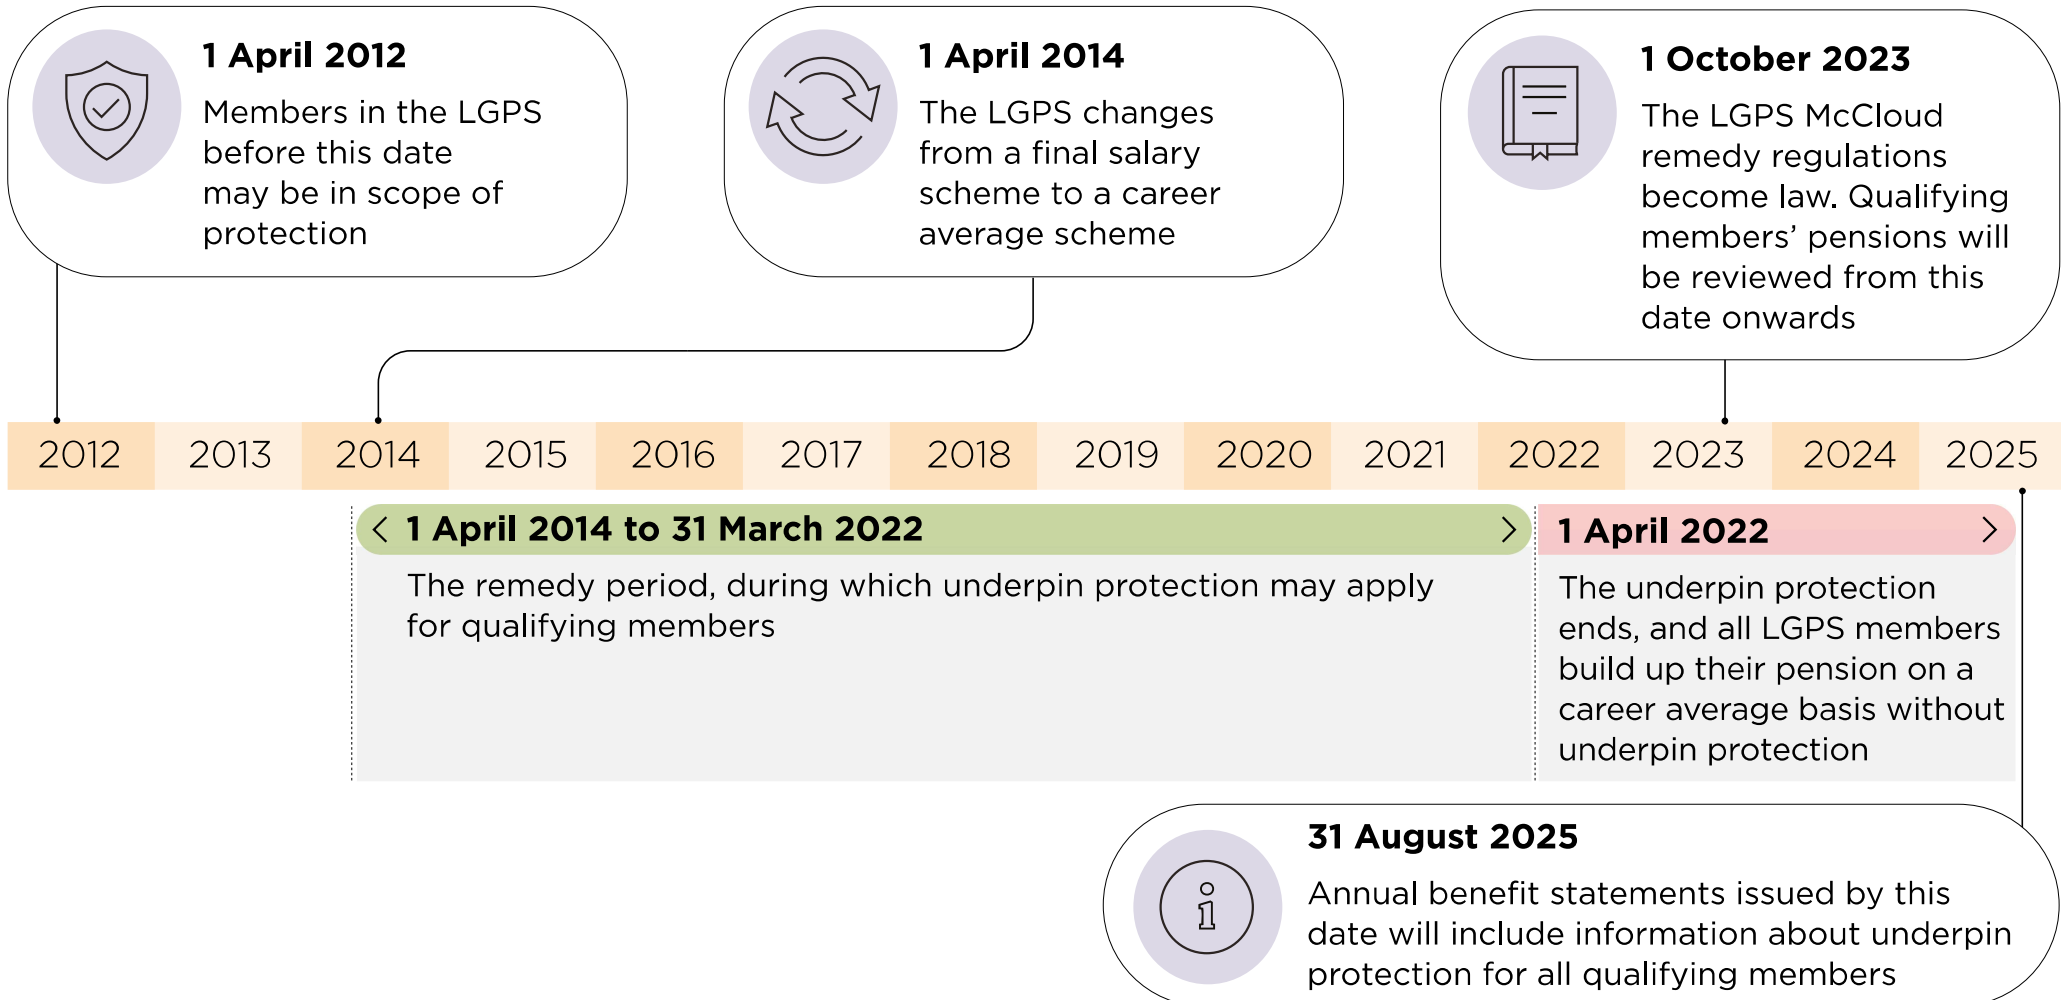 1 April 2012
Members in the LGPS
before this date
may be in scope of
protection
1 April 2014
The LGPS changes
from a final salary
scheme to a career
average scheme
1 October 2023
The LGPS McCloud
remedy regulations
become law. Qualifying
members’ pensions will
be reviewed from this
date onwards
2012 2013 2014 2015 2016 2017 2018 2019 2020 2021 2022 2023 2024 2025
1 April 2014 to 31 March 2022
The remedy period, during which underpin protection may apply
for qualifying members
1 April 2022
The underpin protection
ends, and all LGPS members
build up their pension on a
career average basis without
underpin protection
31 August 2025
Annual benefit statements issued by this
date will include information about underpin
protection for all qualifying members